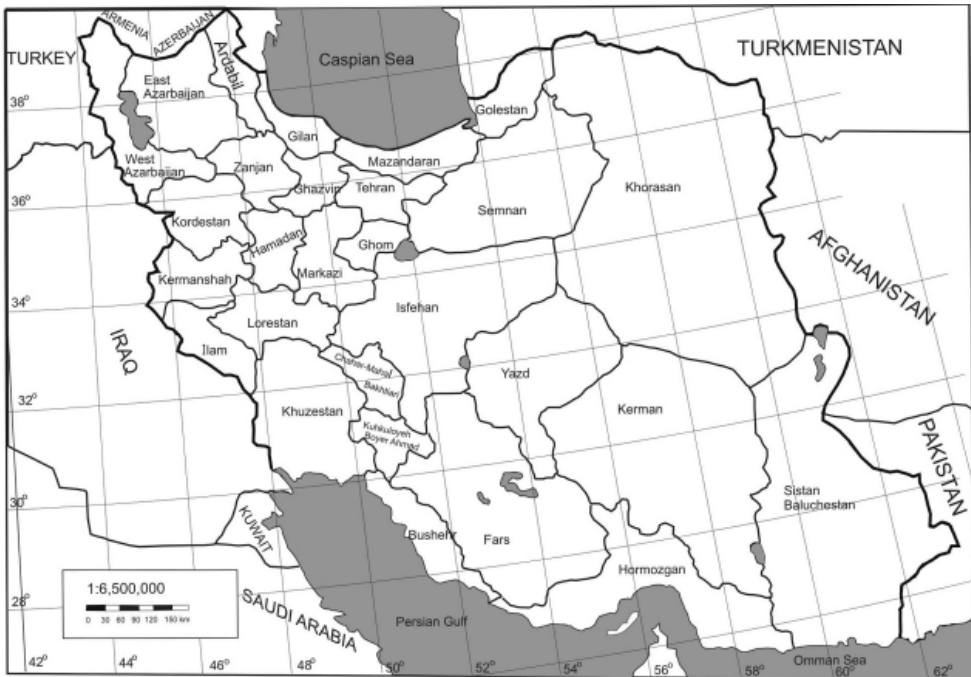 ARMENIA
AZERBAIJAN
TURKEY
Caspian Sea
TURKMENISTAN
Ardabil
East
Azarbaijan
38°
Golestan
Gilan
Mazandaran
West
Azarbaijan
Zanjan
Ghazvin
Tehran
Khorasan
36°
Semnan
Kordestan
Hamadan
Ghom
AFGHANISTAN
Kermanshah
Markazi
34°
Isfehan
Lorestan
IRAQ
Ilam
Chaher-Mahal
Bakhtiari
Yazd
32°
Khuzestan
Kerman
Kuhkuloyeh
Boyer Ahmad
PAKISTAN
30°
Sistan
Baluchestan
KUWAIT
Bushehr
Fars
Hormozgan
1:6,500,000
0 30 60 90 120 150 km
28°
SAUDI ARABIA
Persian Gulf
Omman Sea
42°
44°
46°
48°
50°
52°
54°
56°
58°
60°
62°